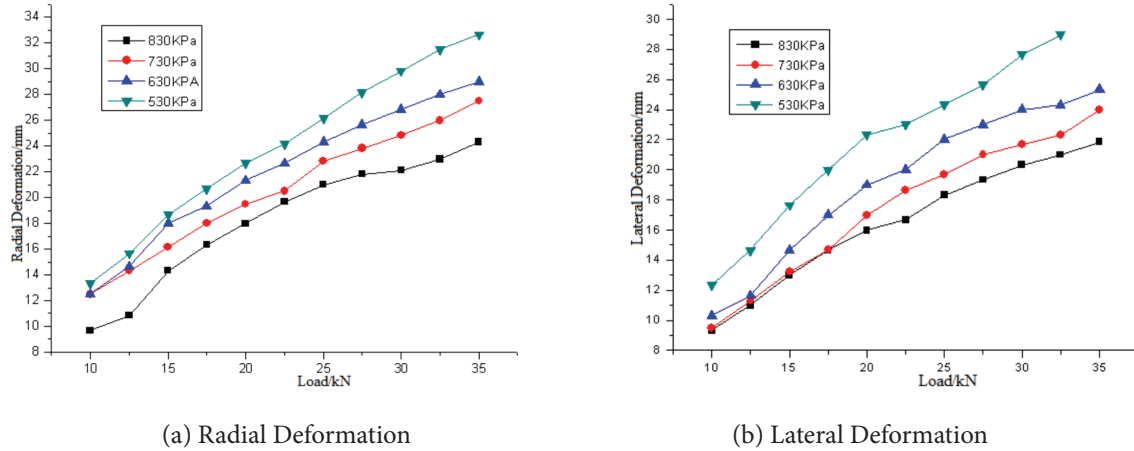 34
32
30
28
26
24
22
20
18
16
14
12
10
8
Radial Deformation/mm
830KPa
730KPa
630KPA
530KPa
10 15 20 25 30 35
Load/kN
(a) Radial Deformation
30
28
26
24
22
20
18
16
14
12
10
8
Lateral Deformation/mm
830KPa
730KPa
630KPa
530KPa
10 15 20 25 30 35
Load/kN
(b) Lateral Deformation